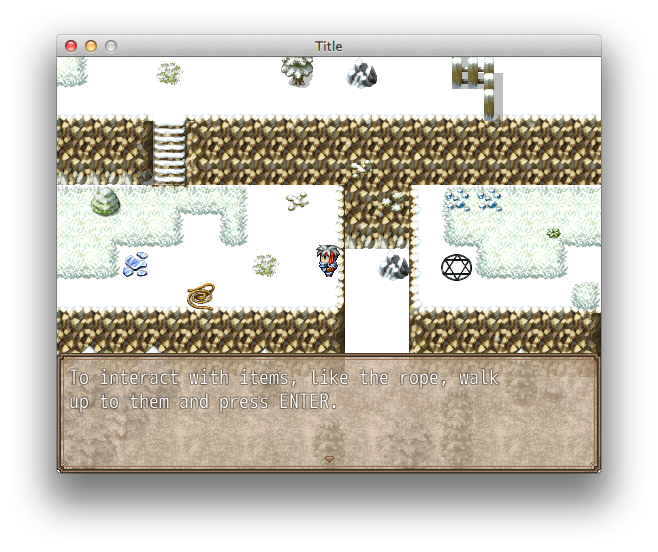 Title
To interact with items, like the rope, walk
up to them and press ENTER.